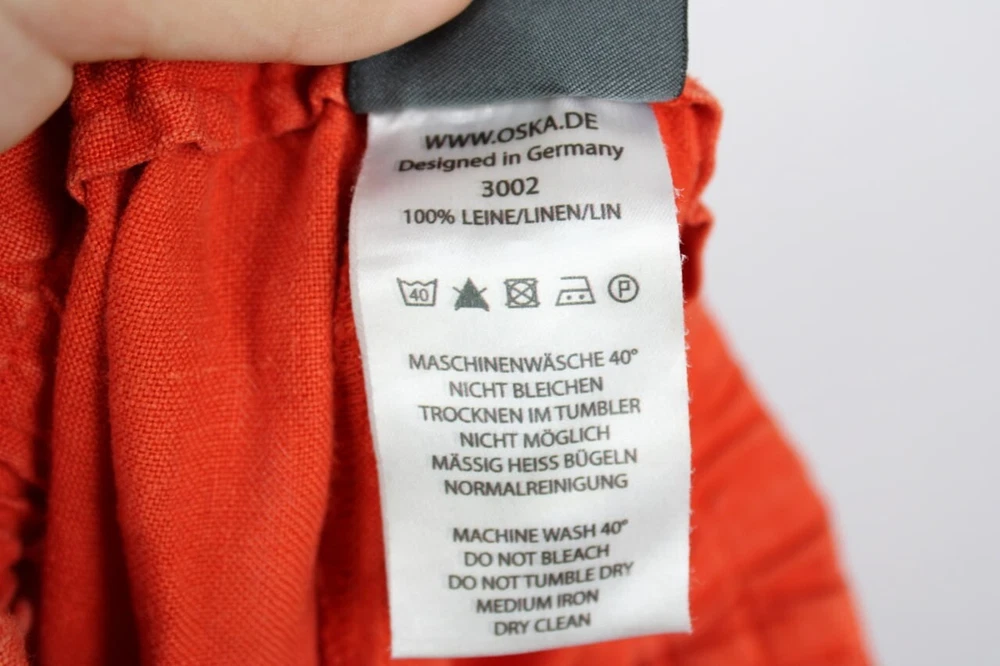 WWW.OSKA.DE
Designed in Germany
3002
100% LEINE/LINEN/LIN
40 P
MASCHINENWÄSCHE 40°
NICHT BLEICHEN
TROCKNEN IM TUMBLER
NICHT MÖGLICH
MÄSSIG HEISS BÜGELN
NORMALREINIGUNG
MACHINE WASH 40°
DO NOT BLEACH
DO NOT TUMBLE DRY
MEDIUM IRON
DRY CLEAN